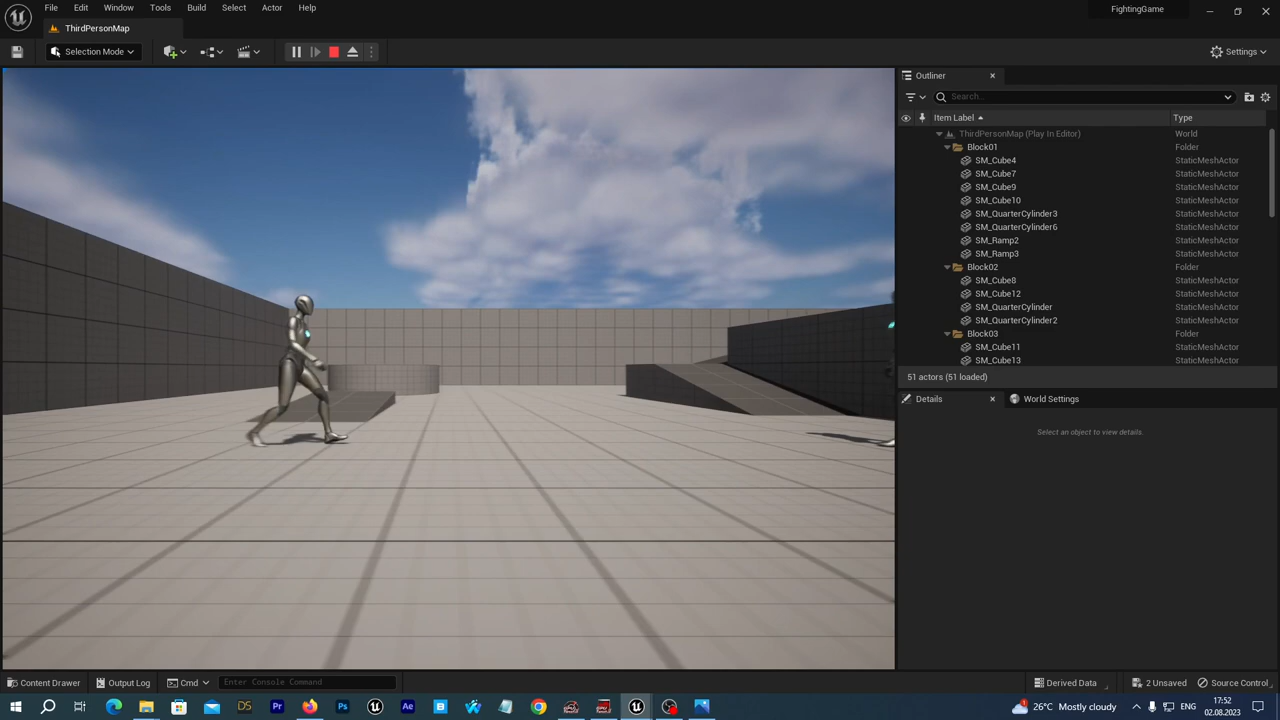 File Edit Window Tools Build Select Actor Help
FightingGame
ThirdPersonMap
Selection Mode
Settings
Outliner
Search...
Item Label Type
ThirdPersonMap (Play In Editor) World
Block01 Folder
SM_Cube4 StaticMeshActor
SM_Cube7 StaticMeshActor
SM_Cube9 StaticMeshActor
SM_Cube10 StaticMeshActor
SM_QuarterCylinder3 StaticMeshActor
SM_QuarterCylinder6 StaticMeshActor
SM_Ramp2 StaticMeshActor
SM_Ramp3 StaticMeshActor
Block02 Folder
SM_Cube8 StaticMeshActor
SM_Cube12 StaticMeshActor
SM_QuarterCylinder StaticMeshActor
SM_QuarterCylinder2 StaticMeshActor
Block03 Folder
SM_Cube11 StaticMeshActor
SM_Cube13 StaticMeshActor
51 actors (51 loaded)
Details World Settings
Select an object to view details.
Content Drawer Output Log Cmd Enter Console Command Derived Data 2 Unsaved Source Control
DS Pr Ps Ae
26°C Mostly cloudy ENG
17:52
02.08.2023